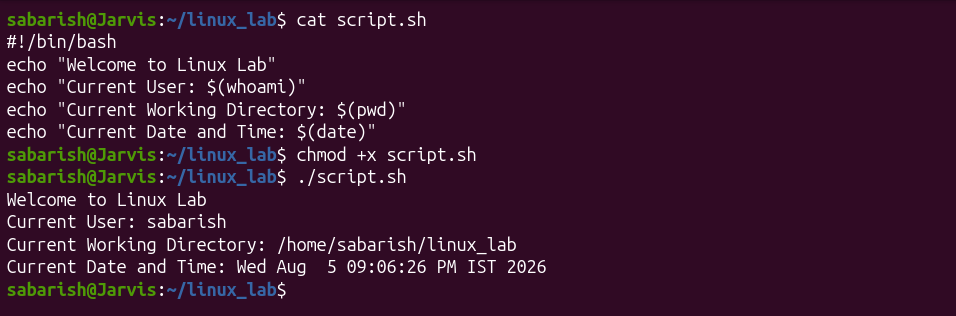 sabarish@Jarvis:~/linux_lab$ cat script.sh
#!/bin/bash
echo "Welcome to Linux Lab"
echo "Current User: $(whoami)"
echo "Current Working Directory: $(pwd)"
echo "Current Date and Time: $(date)"
sabarish@Jarvis:~/linux_lab$ chmod +x script.sh
sabarish@Jarvis:~/linux_lab$ ./script.sh
Welcome to Linux Lab
Current User: sabarish
Current Working Directory: /home/sabarish/linux_lab
Current Date and Time: Wed Aug  5 09:06:26 PM IST 2026
sabarish@Jarvis:~/linux_lab$